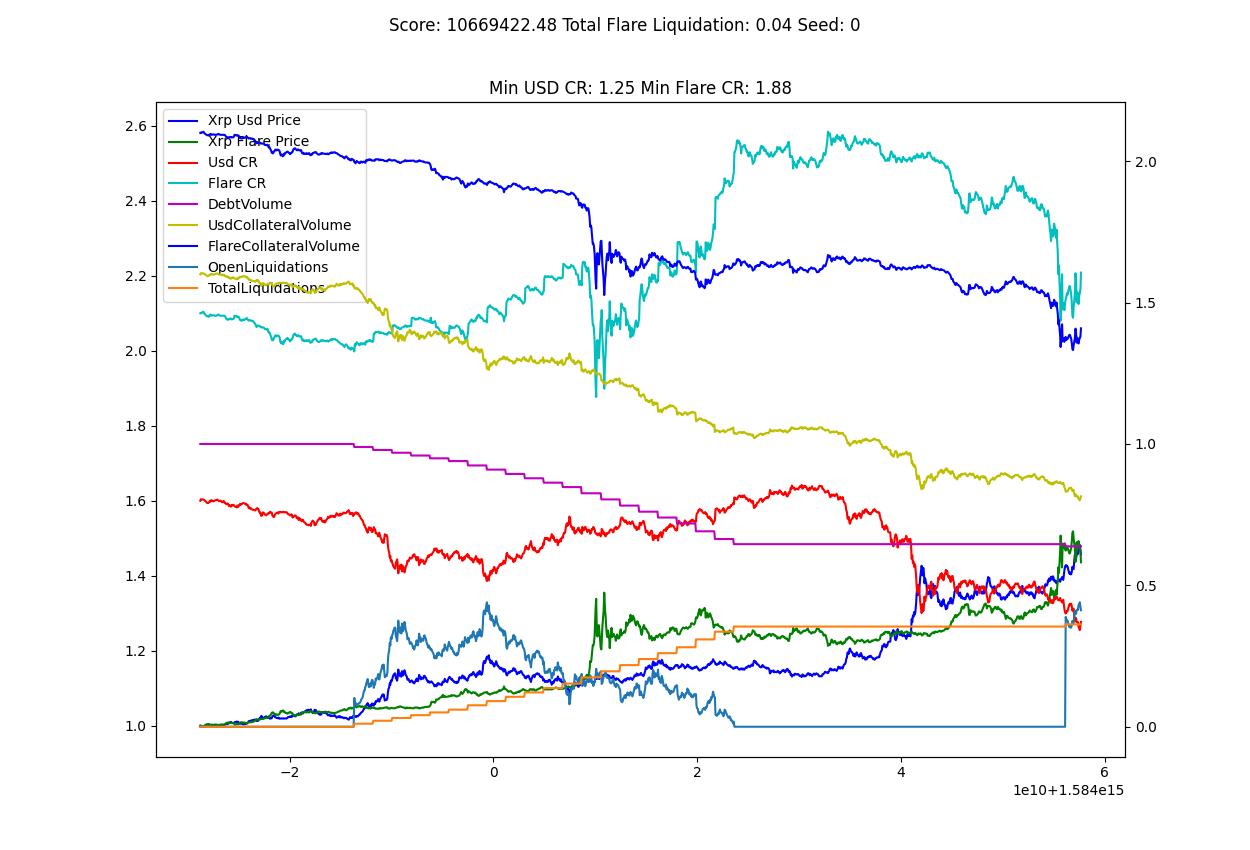 Score: 10669422.48 Total Flare Liquidation: 0.04 Seed: 0
Min USD CR: 1.25 Min Flare CR: 1.88
Xrp Usd Price
Xrp Flare Price
Usd CR
Flare CR
DebtVolume
UsdCollateralVolume
FlareCollateralVolume
OpenLiquidations
TotalLiquidations
2.6
2.4
2.2
2.0
1.8
1.6
1.4
1.2
1.0
2.0
1.5
1.0
0.5
0.0
−2 0 2 4 6
1e10+1.584e15